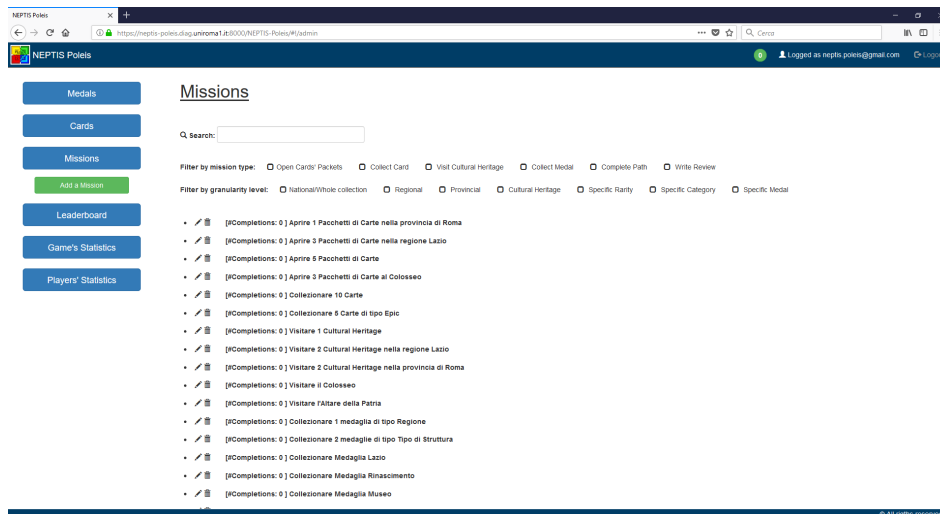 NEPTIS Poleis
https://neptis-poleis.diag.uniroma1.it:8000/NEPTIS-Poleis/#!/admin
Cerca
NEPTIS Poleis
0
Logged as neptis.poleis@gmail.com
Medals
Cards
Missions
Add a Mission
Leaderboard
Game's Statistics
Players' Statistics
Missions
Search:
Filter by mission type: Open Cards' Packets Collect Card Visit Cultural Heritage Collect Medal Complete Path Write Review
Filter by granularity level: National/Whole collection Regional Provincial Cultural Heritage Specific Rarity Specific Category Specific Medal
[#Completions: 0 ] Aprire 1 Pacchetti di Carte nella provincia di Roma
[#Completions: 0 ] Aprire 3 Pacchetti di Carte nella regione Lazio
[#Completions: 0 ] Aprire 5 Pacchetti di Carte
[#Completions: 0 ] Aprire 3 Pacchetti di Carte al Colosseo
[#Completions: 0 ] Collezionare 10 Carte
[#Completions: 0 ] Collezionare 5 Carte di tipo Epic
[#Completions: 0 ] Visitare 1 Cultural Heritage
[#Completions: 0 ] Visitare 2 Cultural Heritage nella regione Lazio
[#Completions: 0 ] Visitare 2 Cultural Heritage nella provincia di Roma
[#Completions: 0 ] Visitare il Colosseo
[#Completions: 0 ] Visitare l'Altare della Patria
[#Completions: 0 ] Collezionare 1 medaglia di tipo Regione
[#Completions: 0 ] Collezionare 2 medaglie di tipo Tipo di Struttura
[#Completions: 0 ] Collezionare Medaglia Lazio
[#Completions: 0 ] Collezionare Medaglia Rinascimento
[#Completions: 0 ] Collezionare Medaglia Museo